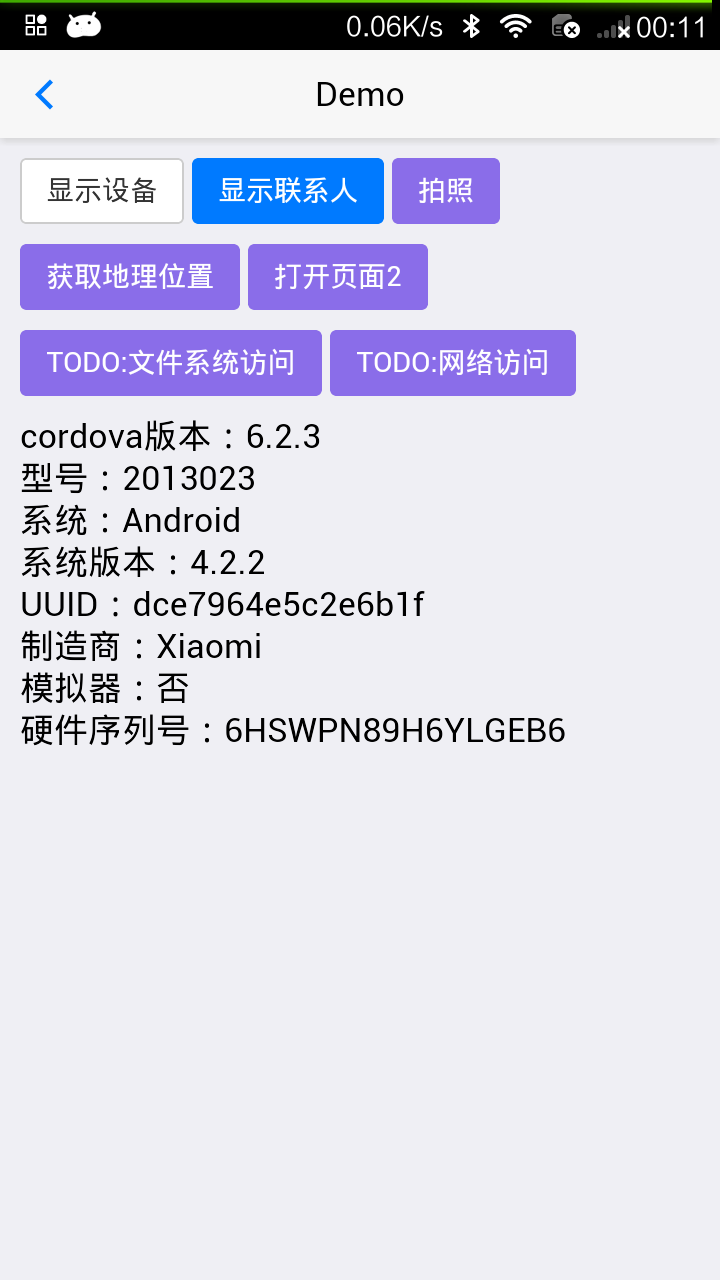 0.06K/s 00:11
Demo
显示设备 显示联系人 拍照
获取地理位置 打开页面2
TODO:文件系统访问 TODO:网络访问
cordova版本：6.2.3
型号：2013023
系统：Android
系统版本：4.2.2
UUID：dce7964e5c2e6b1f
制造商：Xiaomi
模拟器：否
硬件序列号：6HSWPN89H6YLGEB6